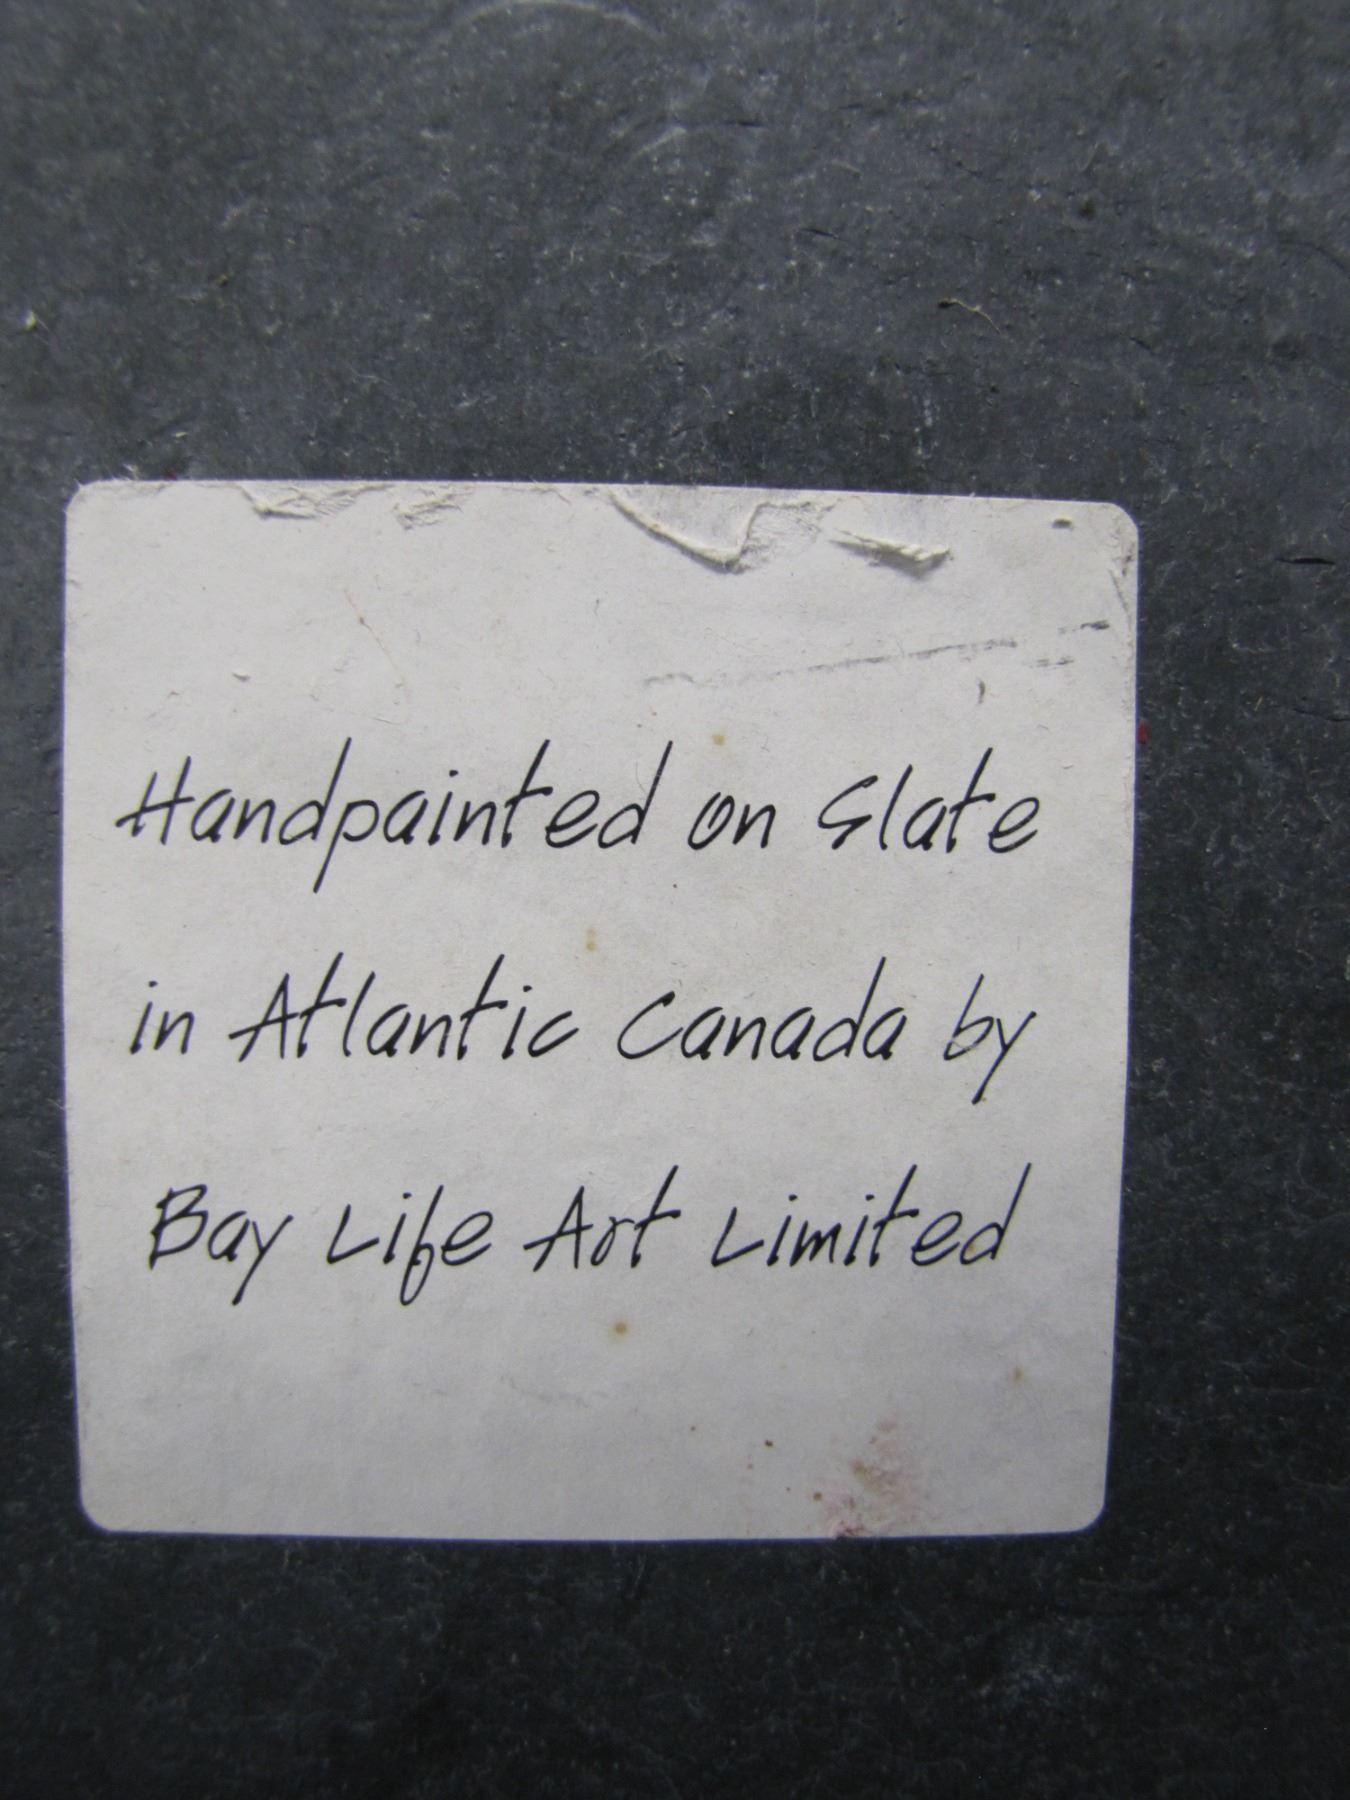 Handpainted on Slate
in Atlantic Canada by
Bay Life Art Limited